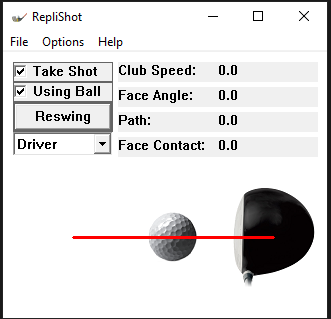 RepliShot
File Options Help
Take Shot
Using Ball
Reswing
Driver
Club Speed: 0.0
Face Angle: 0.0
Path: 0.0
Face Contact: 0.0